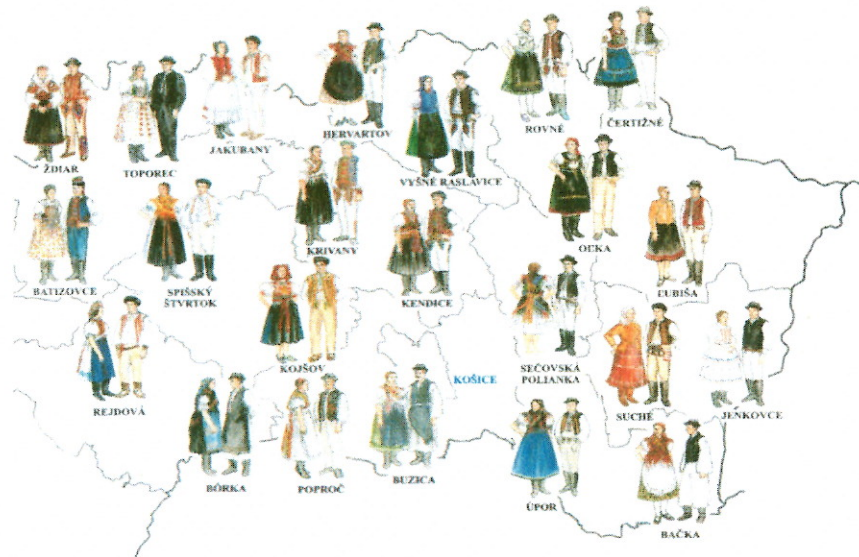 HERVARTOV
ROVNÉ
ČERTIŽNÉ
JAKUBANY
ŽDIAR
TOPOREC
VYŠNÉ RASLAVICE
KRIVANY
OĽKA
BATIZOVCE
SPIŠSKÝ
ŠTVRTOK
KENDICE
ĽUBIŠA
KOJŠOV
KOŠICE
SEČOVSKÁ
POLIANKA
REJDOVÁ
SUCHÉ
JEŇKOVCE
BÔRKA
POPROČ
BUZICA
ÚPOR
BAČKA